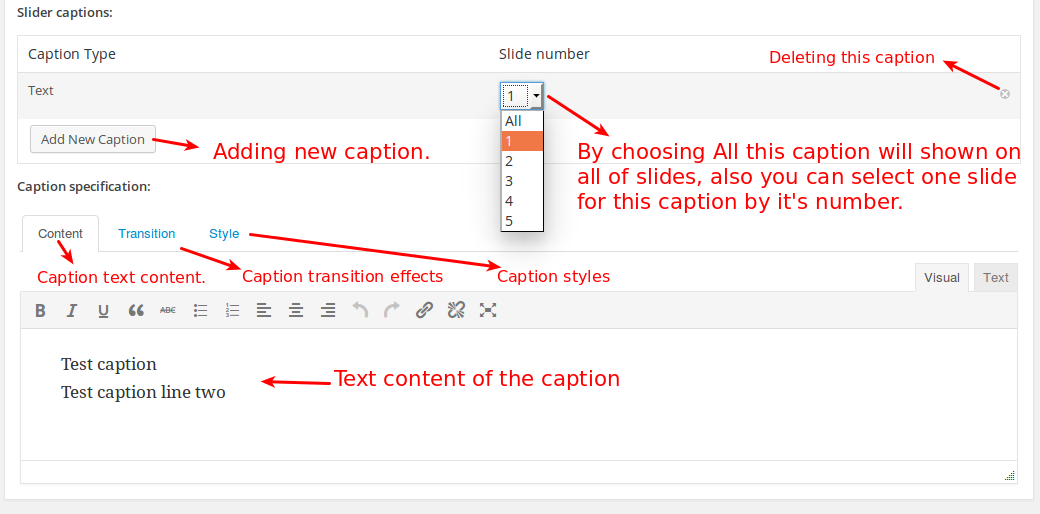 Slider captions:
Caption Type
Slide number
Deleting this caption
Text
1
All
1
2
3
4
5
Add New Caption
Adding new caption.
By choosing All this caption will shown on
all of slides, also you can select one slide
for this caption by it's number.
Caption specification:
Content
Transition
Style
Caption text content.
Caption transition effects
Caption styles
Visual
Text
B I U ABC
Test caption
Test caption line two
Text content of the caption